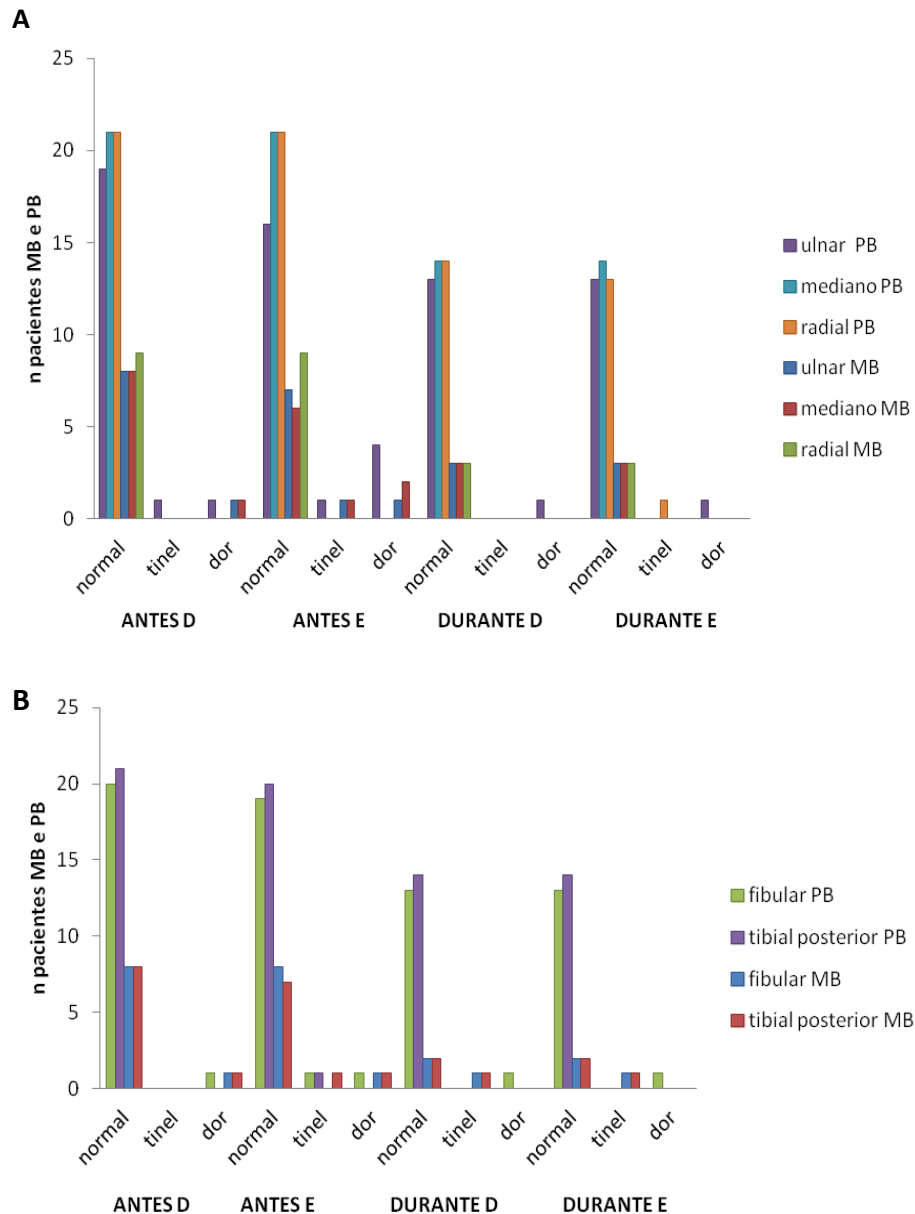 A
n pacientes MB e PB
25
20
15
10
5
0
normal tinel dor normal tinel dor normal tinel dor normal tinel dor
ANTES D ANTES E DURANTE D DURANTE E
ulnar PB
mediano PB
radial PB
ulnar MB
mediano MB
radial MB
B
n pacientes MB e PB
25
20
15
10
5
0
normal tinel dor normal tinel dor normal tinel dor normal tinel dor
ANTES D ANTES E DURANTE D DURANTE E
fibular PB
tibial posterior PB
fibular MB
tibial posterior MB